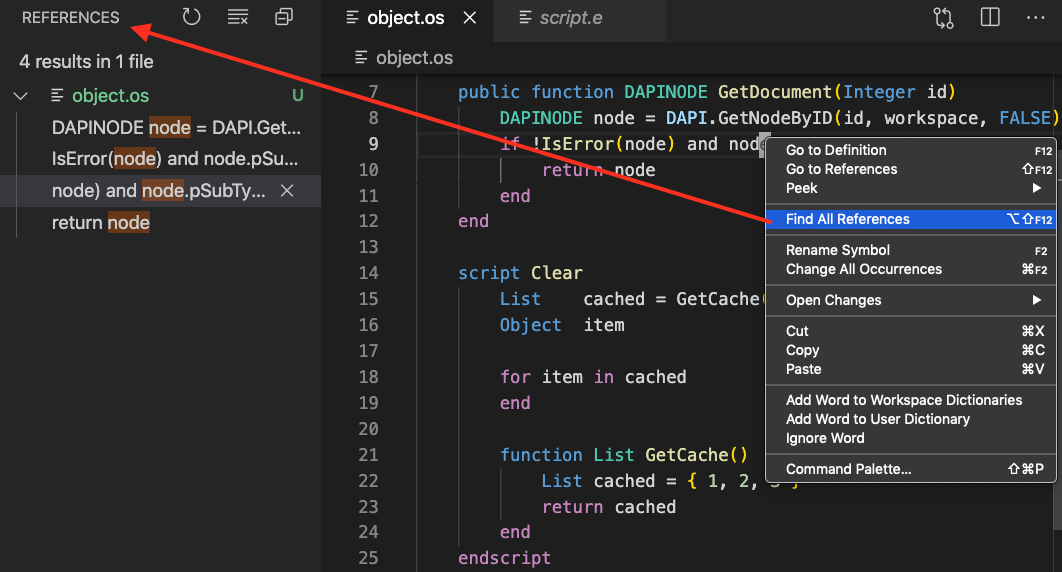 REFERENCES
4 results in 1 file
object.os U
DAPINODE node = DAPI.Get...
IsError(node) and node.pSu...
node) and node.pSubTy...
return node
object.os
script.e
object.os
7 public function DAPINODE GetDocument(Integer id)
8 DAPINODE node = DAPI.GetNodeByID(id, workspace, FALSE)
9 if !IsError(node) and node
10 return node
11 end
12 end
13
14 script Clear
15 List cached = GetCache(
16 Object item
17
18 for item in cached
19 end
20
21 function List GetCache()
22 List cached = { 1, 2, 3 }
23 return cached
24 end
25 endscript
Go to Definition F12
Go to References ⇧F12
Peek ▶
Find All References ⌥⇧F12
Rename Symbol F2
Change All Occurrences ⌘F2
Open Changes ▶
Cut ⌘X
Copy ⌘C
Paste ⌘V
Add Word to Workspace Dictionaries
Add Word to User Dictionary
Ignore Word
Command Palette... ⇧⌘P